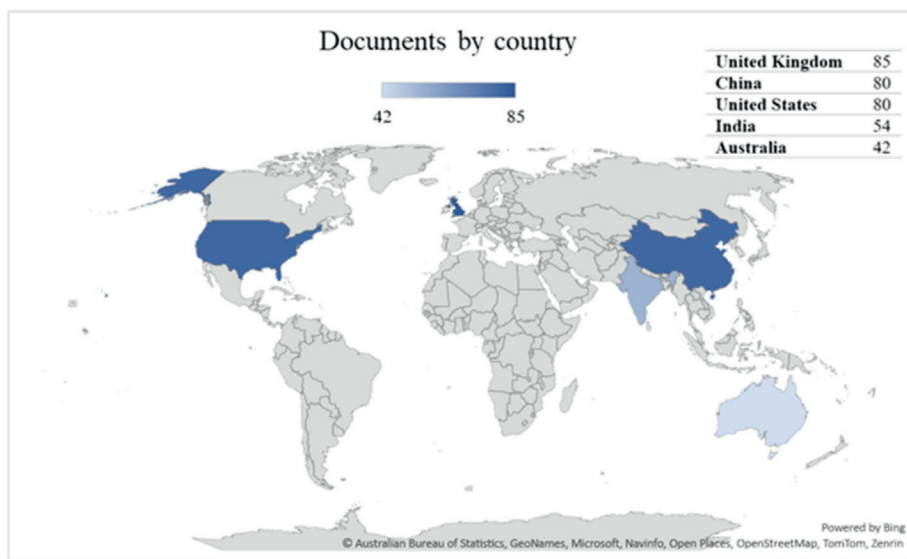 Documents by country
42 85
United Kingdom 85
China 80
United States 80
India 54
Australia 42
Powered by Bing
© Australian Bureau of Statistics, GeoNames, Microsoft, Navinfo, Open Places, OpenStreetMap, TomTom, Zenrin